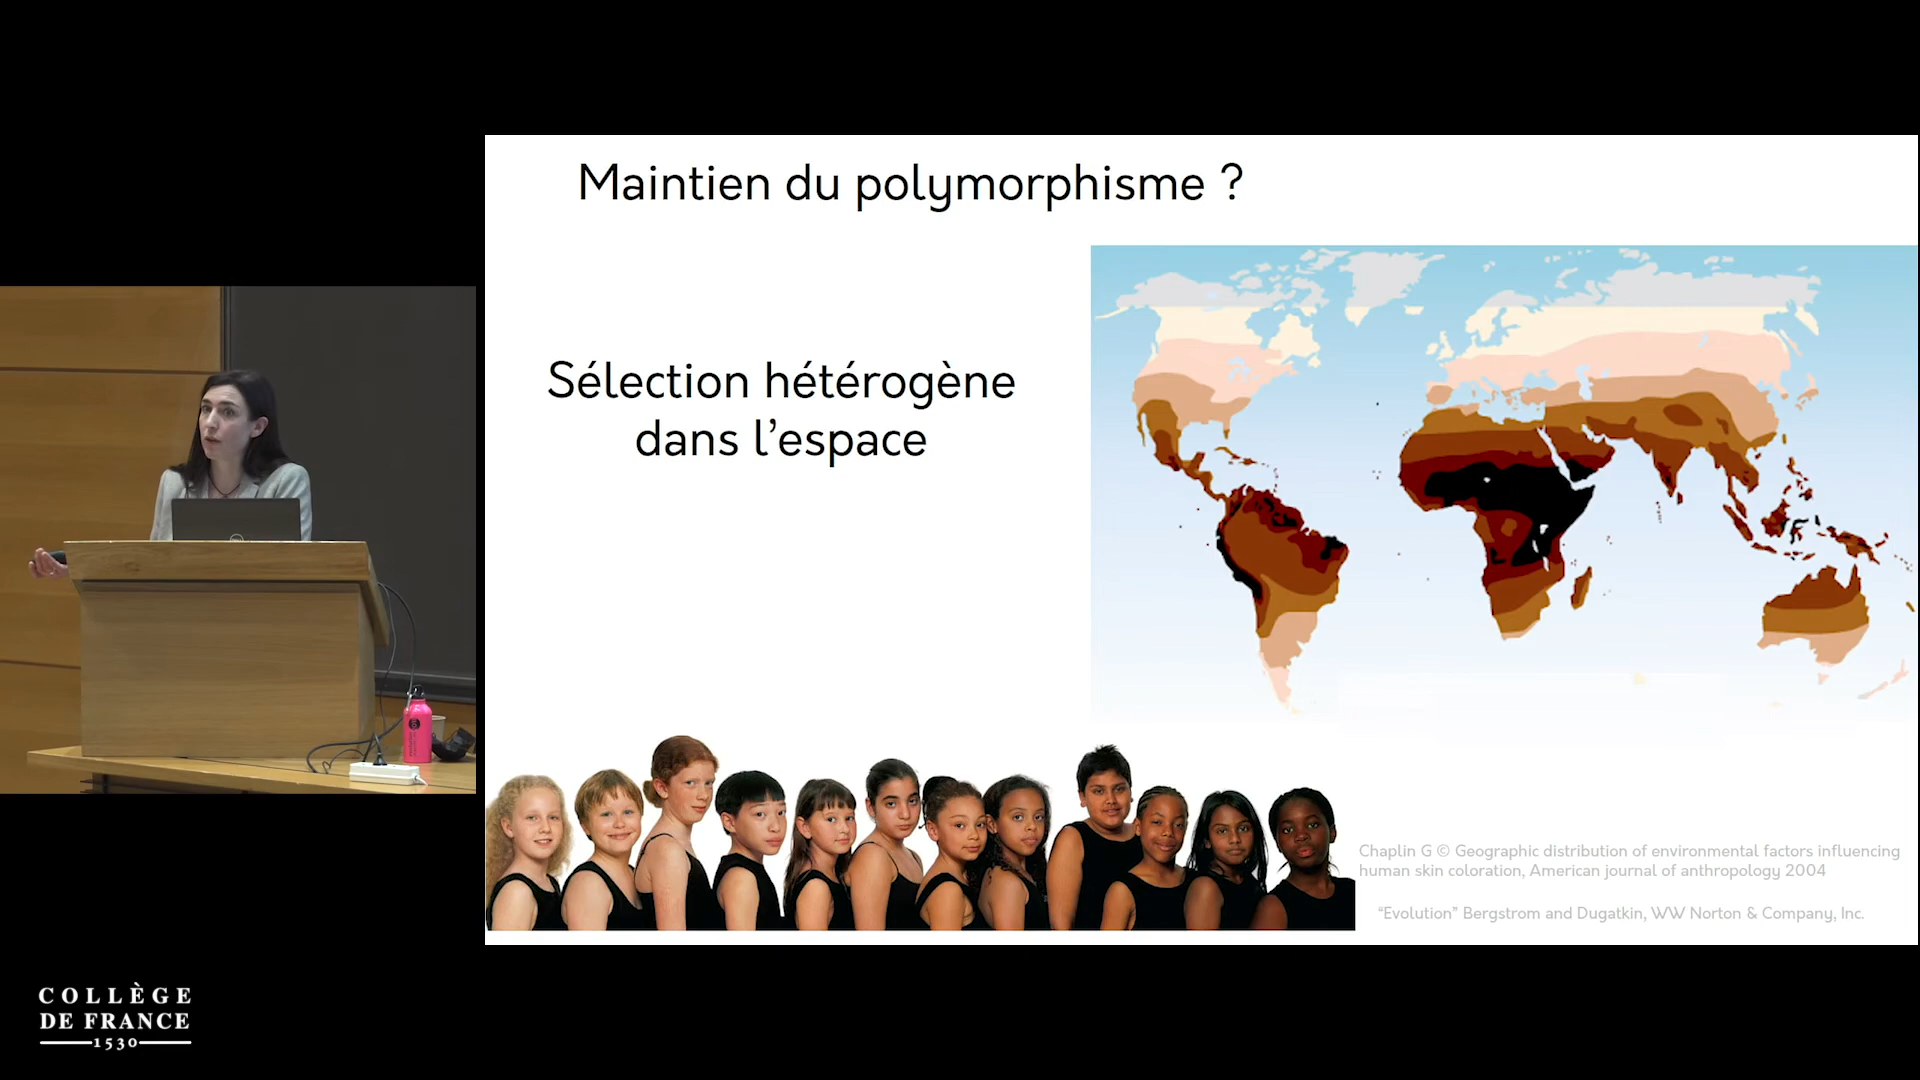 Maintien du polymorphisme ?
Sélection hétérogène
dans l’espace
Chaplin G © Geographic distribution of environmental factors influencing
human skin coloration, American journal of anthropology 2004
“Evolution” Bergstrom and Dugatkin, WW Norton & Company, Inc.
COLLÈGE
DE FRANCE
1530